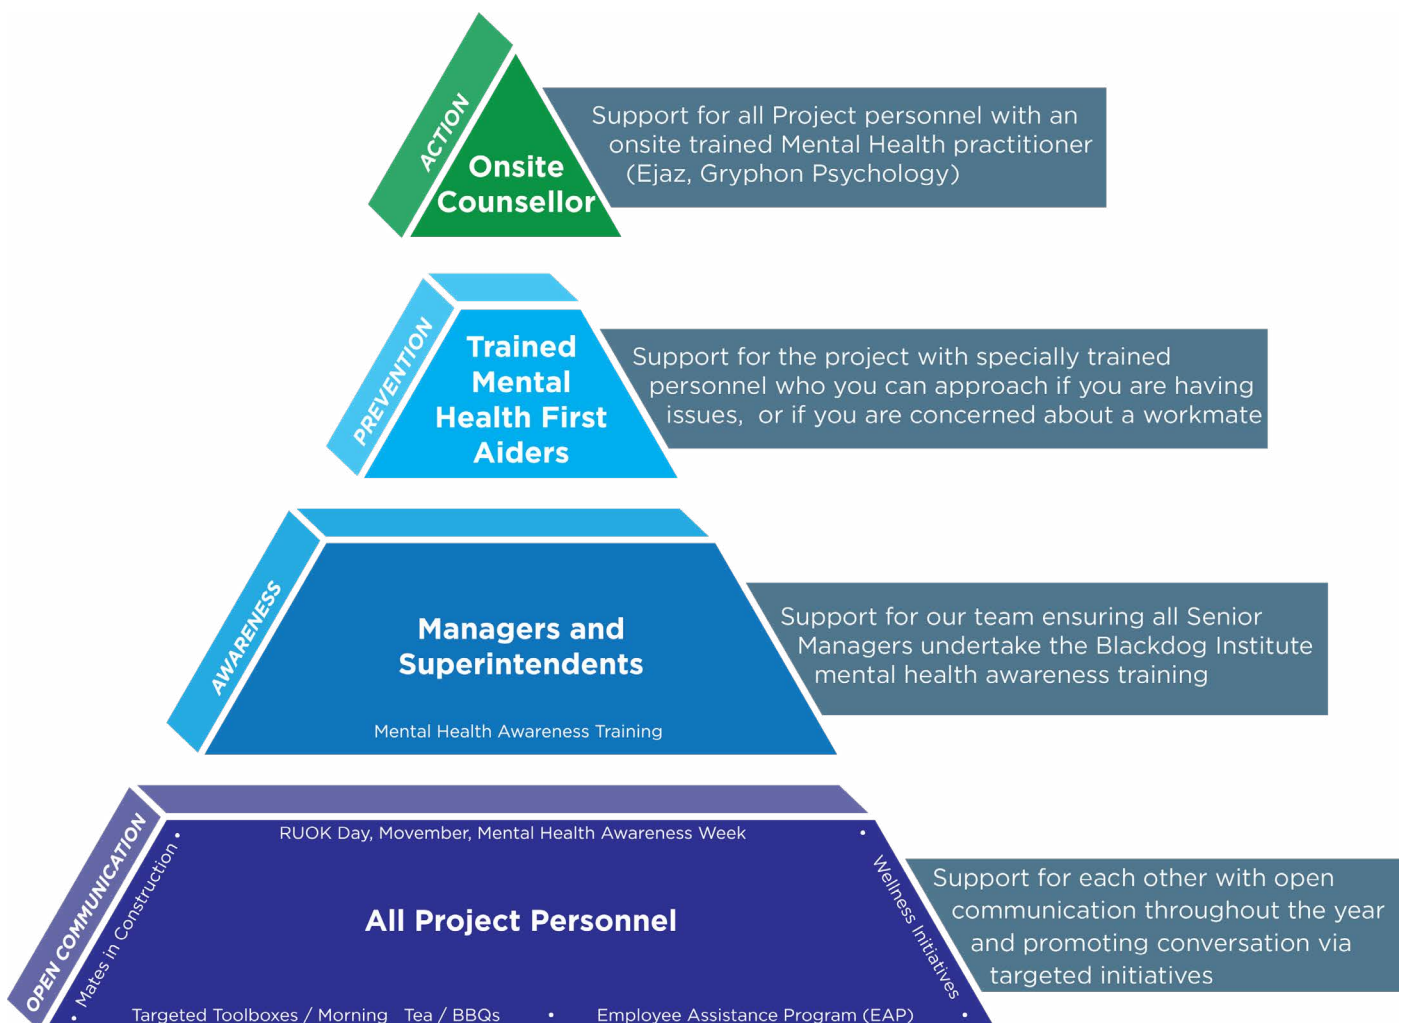 ACTION
Onsite
Counsellor
Support for all Project personnel with an
onsite trained Mental Health practitioner
(Ejaz, Gryphon Psychology)
PREVENTION
Trained
Mental
Health First
Aiders
Support for the project with specially trained
personnel who you can approach if you are having
issues,  or if you are concerned about a workmate
AWARENESS
Managers and
Superintendents
Mental Health Awareness Training
Support for our team ensuring all Senior
Managers undertake the Blackdog Institute
mental health awareness training
OPEN COMMUNICATION
• Mates in Construction •
RUOK Day, Movember, Mental Health Awareness Week •
All Project Personnel
Wellness Initiatives
Targeted Toolboxes / Morning   Tea / BBQs • Employee Assistance Program (EAP) •
Support for each other with open
communication throughout the year
and promoting conversation via
targeted initiatives